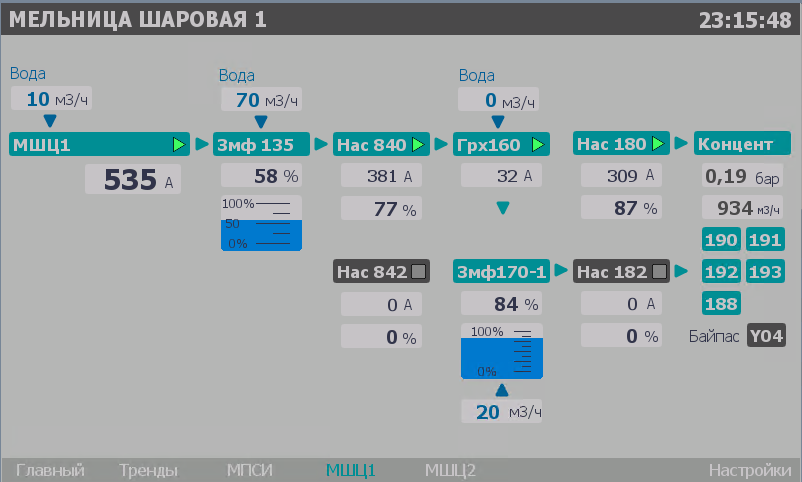 МЕЛЬНИЦА ШАРОВАЯ 1 23:15:48
Вода Вода Вода
10 м3/ч 70 м3/ч 0 м3/ч
МШЦ1 Змф 135 Нас 840 Грх160 Нас 180 Концент
535 А 58 % 381 А 32 А 309 А 0,19 бар
77 % 87 % 934 м3/ч
100%
50
0%
190 191
Нас 842 Змф170-1 Нас 182 192 193
0 А 84 % 0 А 188
0 % 100% 0 % Байпас Y04
0%
20 м3/ч
Главный Тренды МПСИ МШЦ1 МШЦ2 Настройки